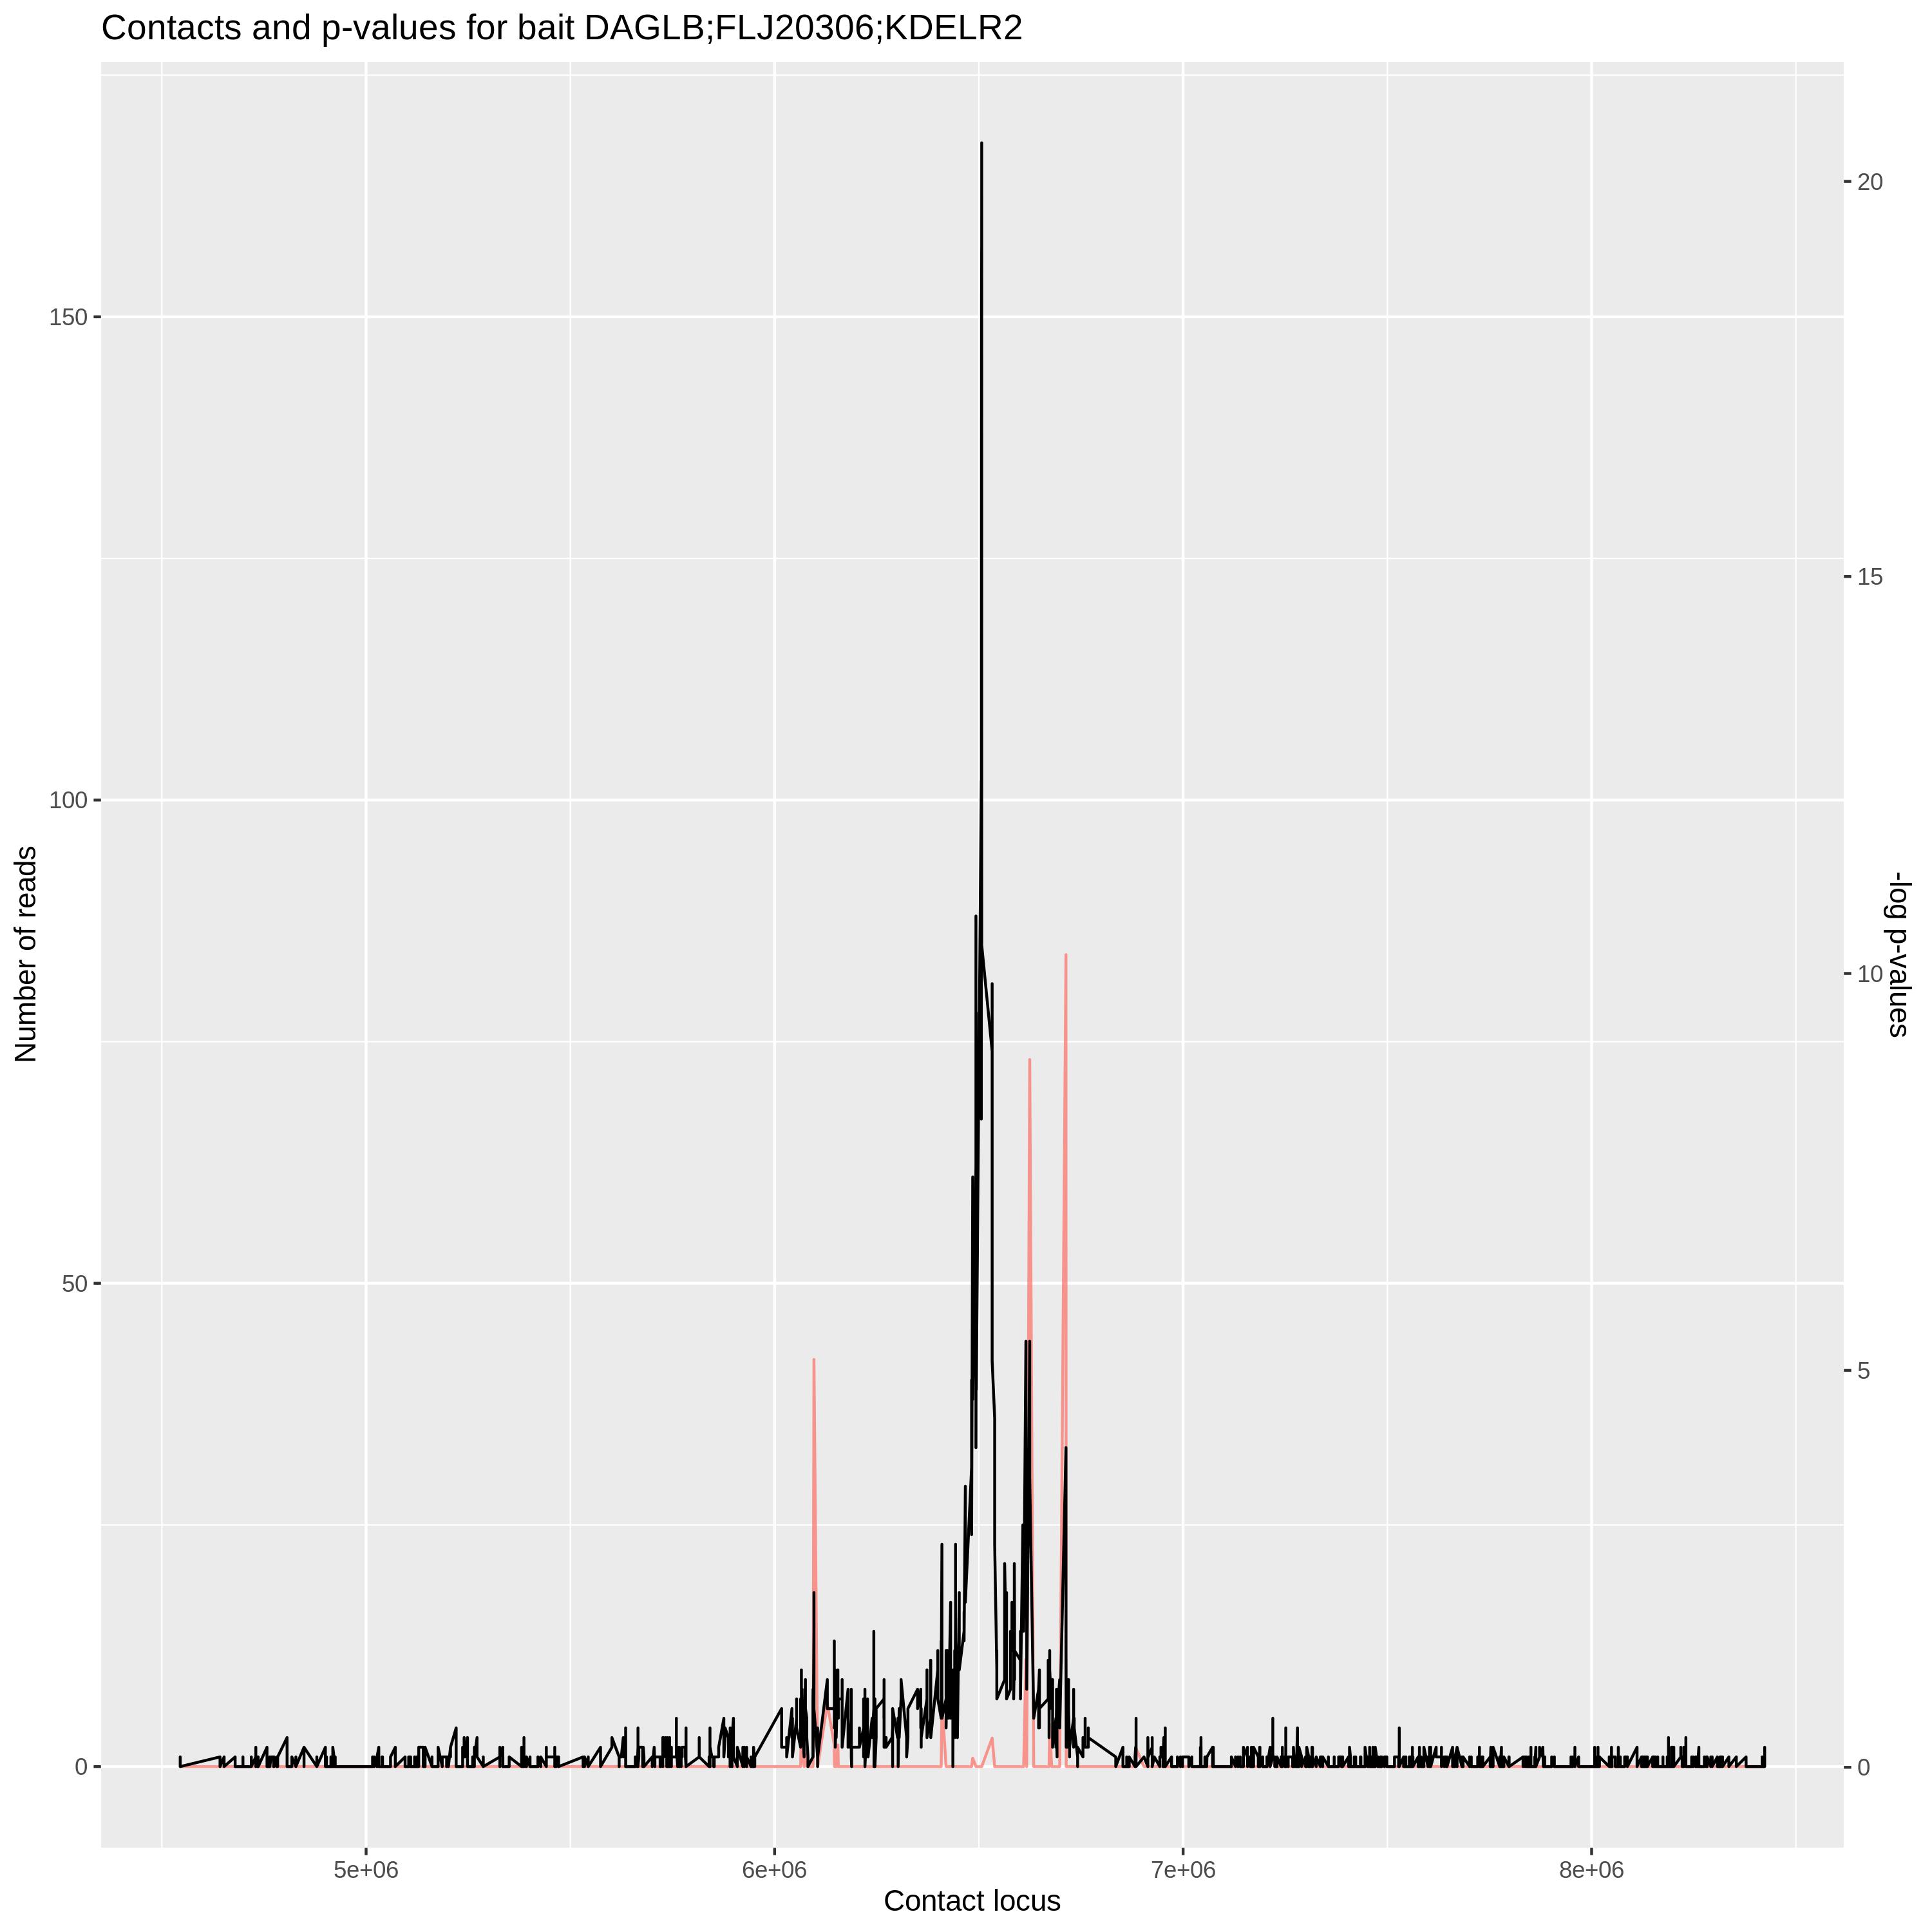 Contacts and p-values for bait DAGLB;FLJ20306;KDELR2
Number of reads
150
100
50
0
20
15
10
5
0
-log p-values
5e+06
6e+06
7e+06
8e+06
Contact locus